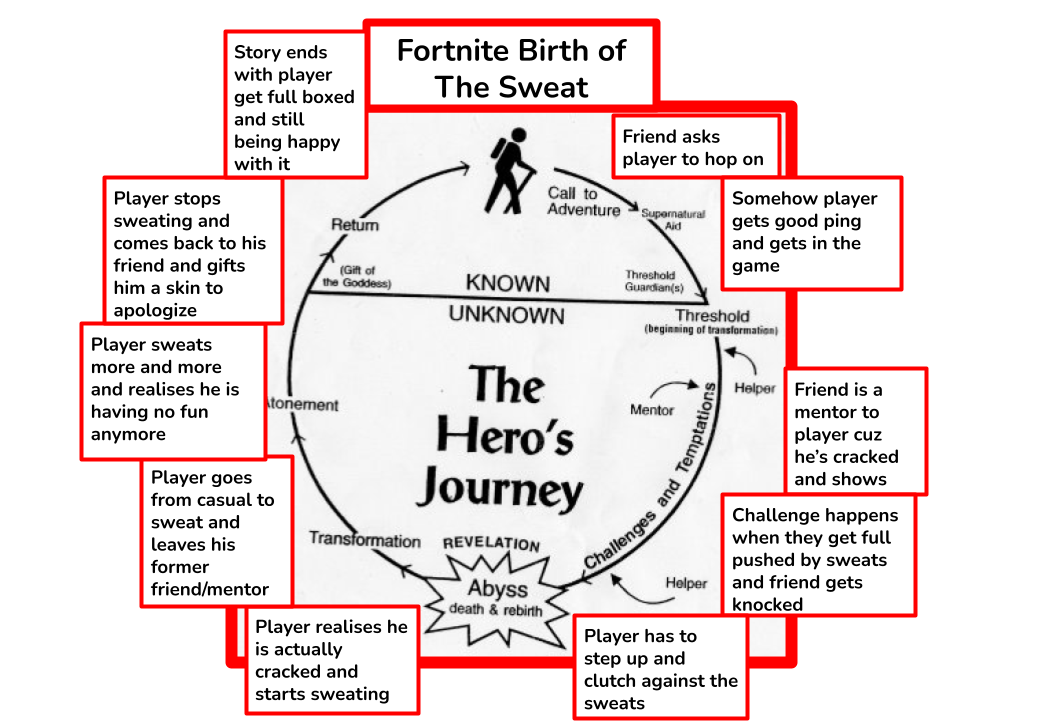 Fortnite Birth of
The Sweat
Story ends
with player
get full boxed
and still
being happy
with it
Friend asks
player to hop on
Somehow player
gets good ping
and gets in the
game
Player stops
sweating and
comes back to his
friend and gifts
him a skin to
apologize
Call to
Adventure
Supernatural
Aid
Return
(Gift of
the Goddess)
KNOWN
Threshold
Guardian(s)
UNKNOWN
Threshold
(beginning of transformation)
Player sweats
more and more
and realises he is
having no fun
anymore
The
Hero's
Journey
Helper
Mentor
Friend is a
mentor to
player cuz
he's cracked
and shows
tonement
Challenges and Temptations
Player goes
from casual to
sweat and
leaves his
former
friend/mentor
Challenge happens
when they get full
pushed by sweats
and friend gets
knocked
Transformation
REVELATION
Abyss
death & rebirth
Helper
Player realises he
is actually
cracked and
starts sweating
Player has to
step up and
clutch against the
sweats